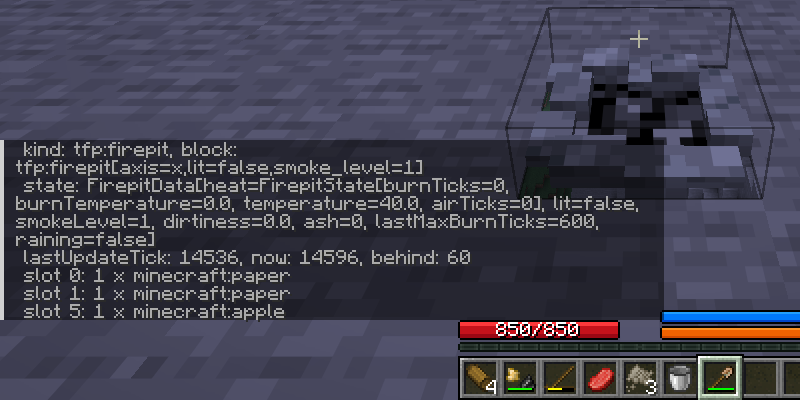 kind: tfp:firepit, block:
tfp:firepit[axis=x,lit=false,smoke_level=1]
state: FirepitData[heat=FirepitState[burnTicks=0,
burnTemperature=0.0, temperature=40.0, airTicks=0], lit=false,
smokeLevel=1, dirtiness=0.0, ash=0, lastMaxBurnTicks=600,
raining=false]
lastUpdateTick: 14536, now: 14596, behind: 60
slot 0: 1 x minecraft:paper
slot 1: 1 x minecraft:paper
slot 5: 1 x minecraft:apple
850/850
4
3